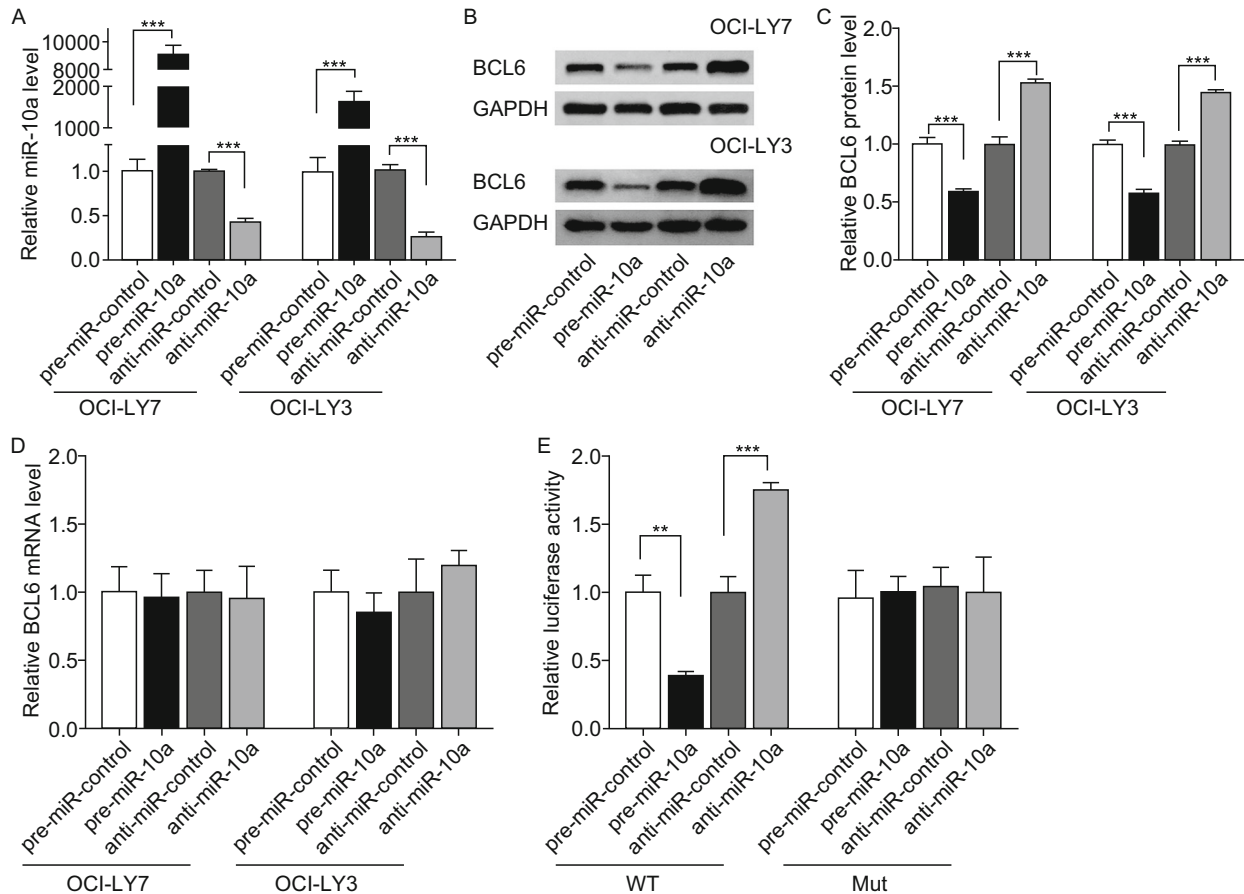 A
Relative miR-10a level
10000
8000
2000
1000
1.0
0.5
0.0
***
***
***
***
pre-miR-control
pre-miR-10a
anti-miR-control
anti-miR-10a
pre-miR-control
pre-miR-10a
anti-miR-control
anti-miR-10a
OCI-LY7
OCI-LY3
B
OCI-LY7
BCL6
GAPDH
OCI-LY3
BCL6
GAPDH
pre-miR-control
pre-miR-10a
anti-miR-control
anti-miR-10a
C
Relative BCL6 protein level
2.0
1.5
1.0
0.5
0.0
***
***
***
***
pre-miR-control
pre-miR-10a
anti-miR-control
anti-miR-10a
pre-miR-control
pre-miR-10a
anti-miR-control
anti-miR-10a
OCI-LY7
OCI-LY3
D
Relative BCL6 mRNA level
2.0
1.5
1.0
0.5
0.0
pre-miR-control
pre-miR-10a
anti-miR-control
anti-miR-10a
pre-miR-control
pre-miR-10a
anti-miR-control
anti-miR-10a
OCI-LY7
OCI-LY3
E
Relative luciferase activity
2.0
1.5
1.0
0.5
0.0
**
***
pre-miR-control
pre-miR-10a
anti-miR-control
anti-miR-10a
pre-miR-control
pre-miR-10a
anti-miR-control
anti-miR-10a
WT
Mut